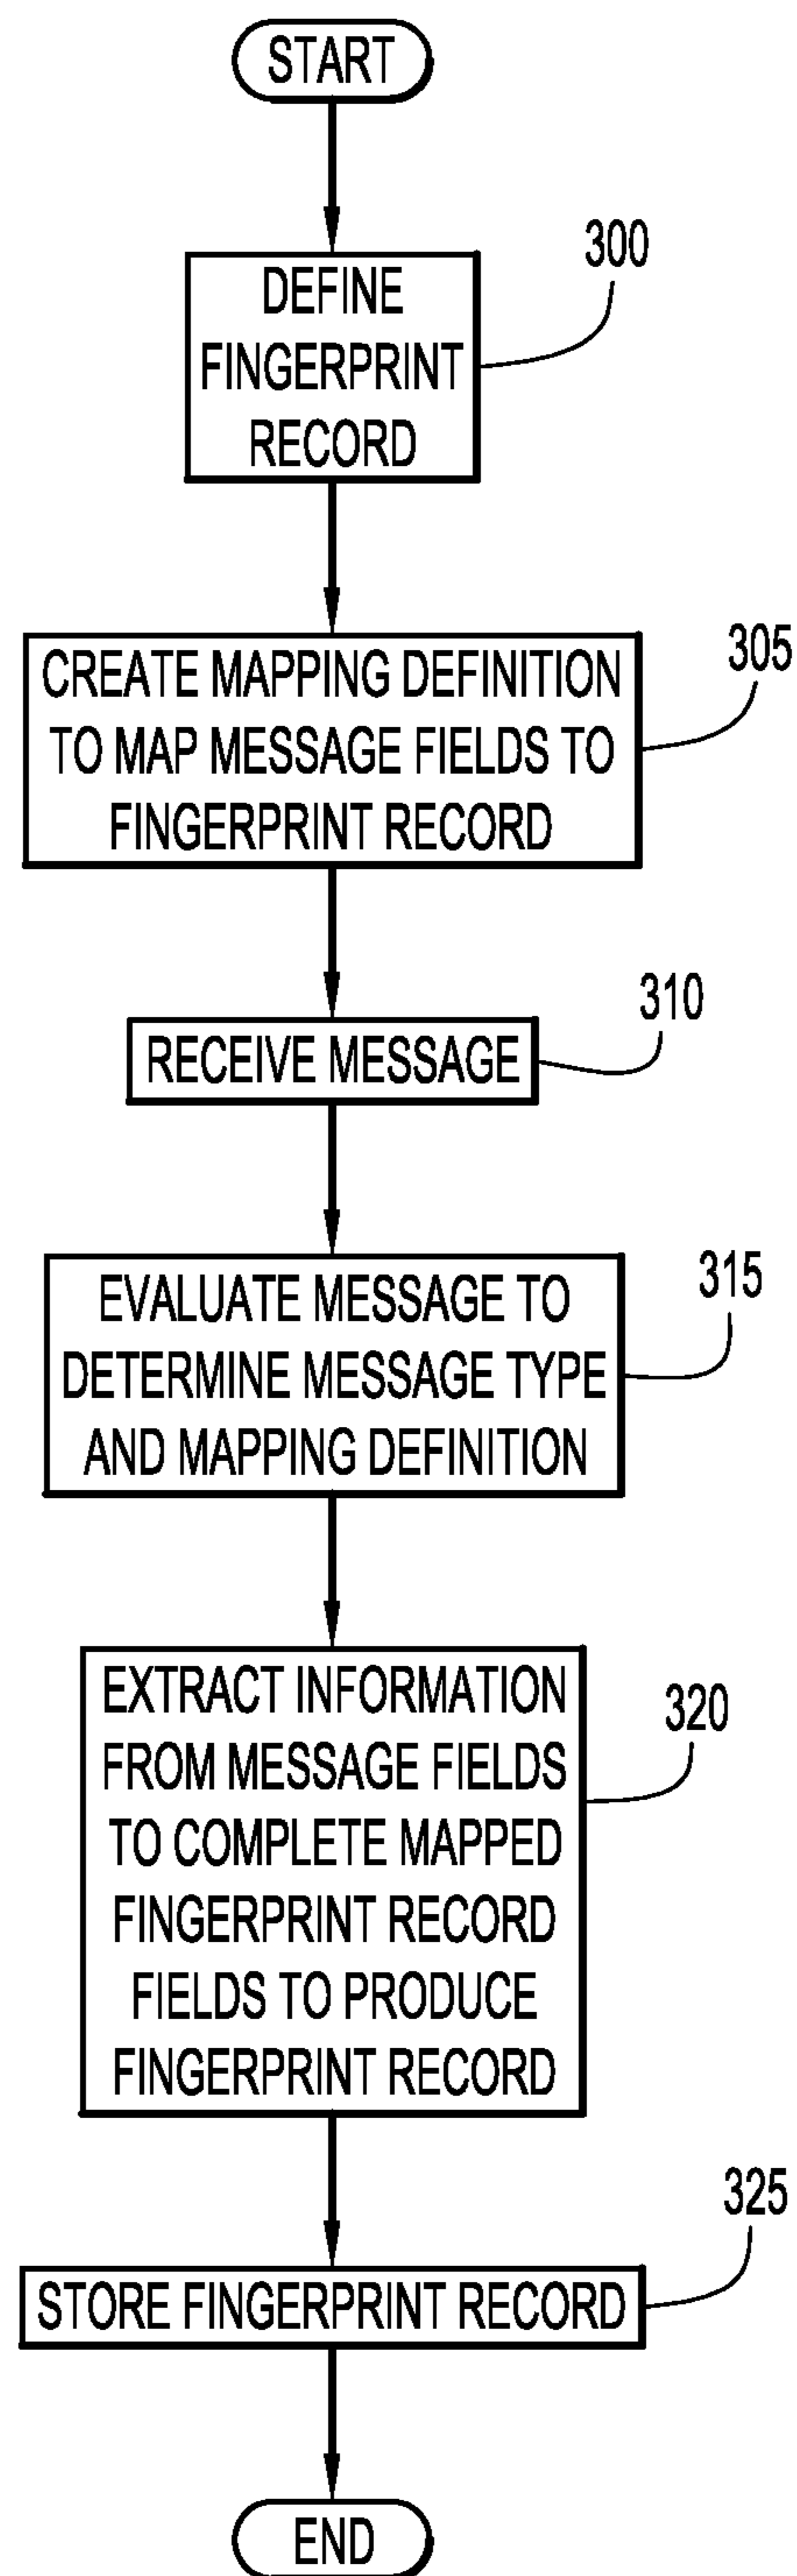 START
300
DEFINE
FINGERPRINT
RECORD
305
CREATE MAPPING DEFINITION
TO MAP MESSAGE FIELDS TO
FINGERPRINT RECORD
310
RECEIVE MESSAGE
315
EVALUATE MESSAGE TO
DETERMINE MESSAGE TYPE
AND MAPPING DEFINITION
320
EXTRACT INFORMATION
FROM MESSAGE FIELDS
TO COMPLETE MAPPED
FINGERPRINT RECORD
FIELDS TO PRODUCE
FINGERPRINT RECORD
325
STORE FINGERPRINT RECORD
END